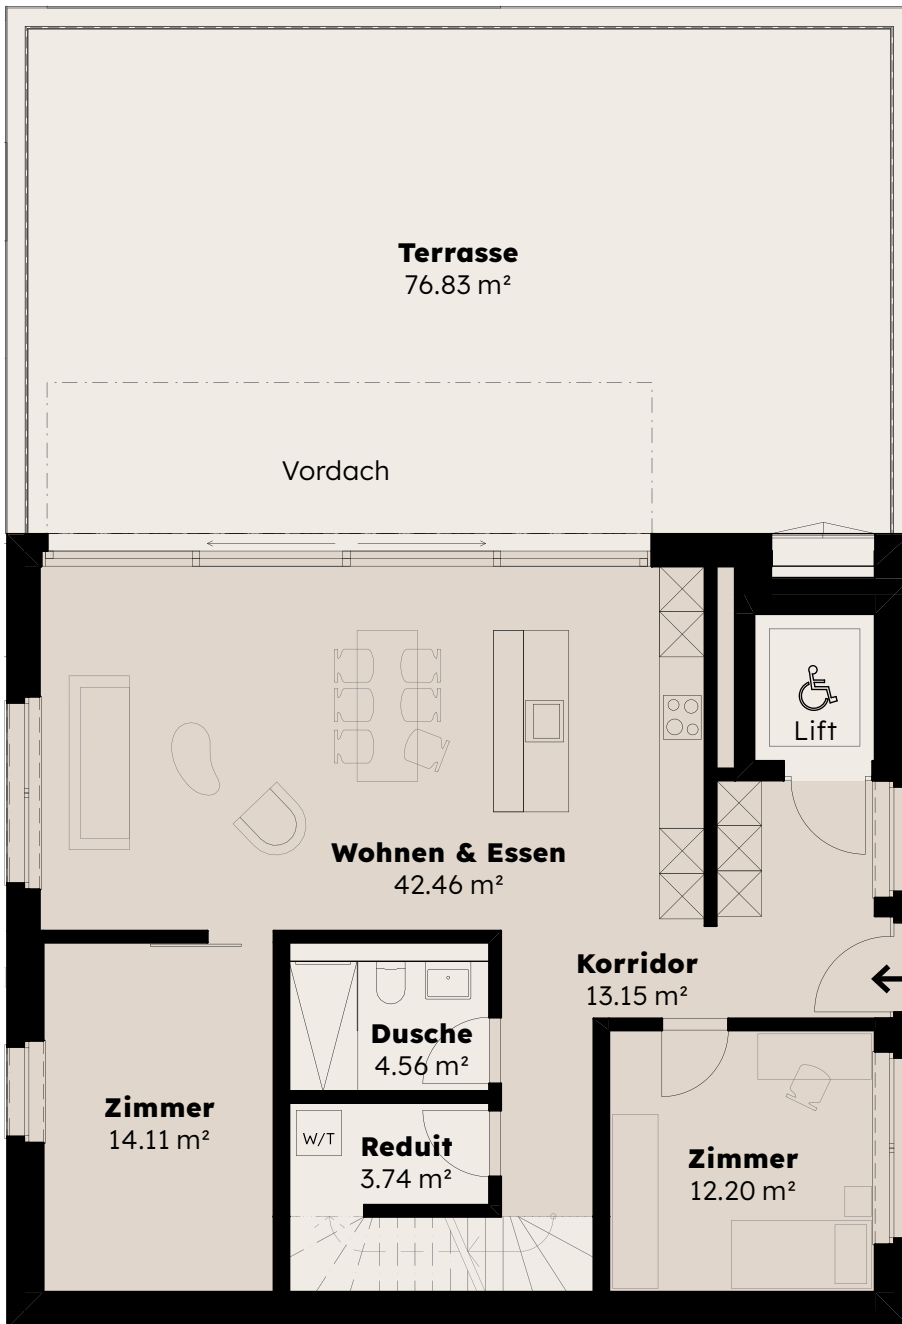 Terrasse
76.83 m²
Vordach
Lift
Wohnen & Essen
42.46 m²
Korridor
13.15 m²
Dusche
4.56 m²
Zimmer
14.11 m²
W/T
Reduit
3.74 m²
Zimmer
12.20 m²